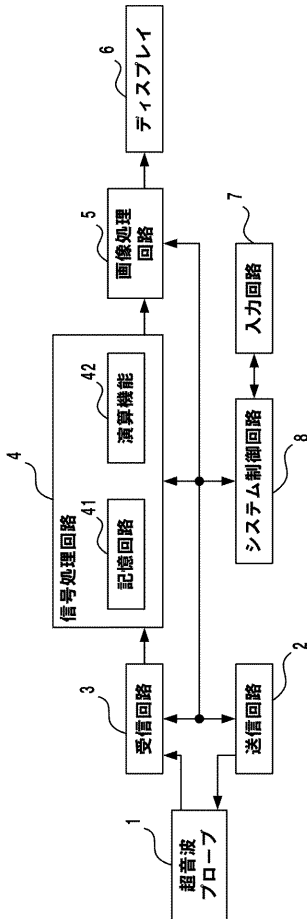 1
超音波
プローブ
3
受信回路
2
送信回路
4
信号処理回路
41
記憶回路
42
演算機能
5
画像処理
回路
6
ディスプレイ
7
入力回路
システム制御回路
8